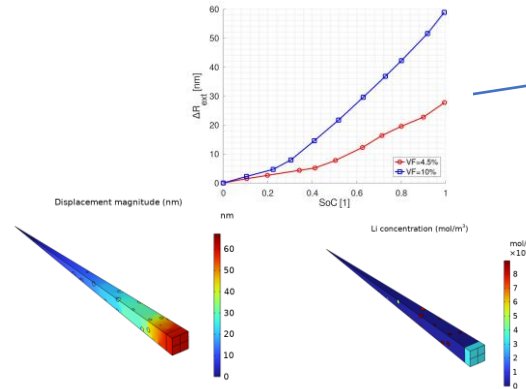 60
50
40
30
20
10
0
ΔR_ext [nm]
VF=4.5%
VF=10%
0 0.2 0.4 0.6 0.8 1
SoC [1]
Displacement magnitude (nm)
nm
60
50
40
30
20
10
0
Li concentration (mol/m³)
mol/
×10
8
7
6
5
4
3
2
1
0